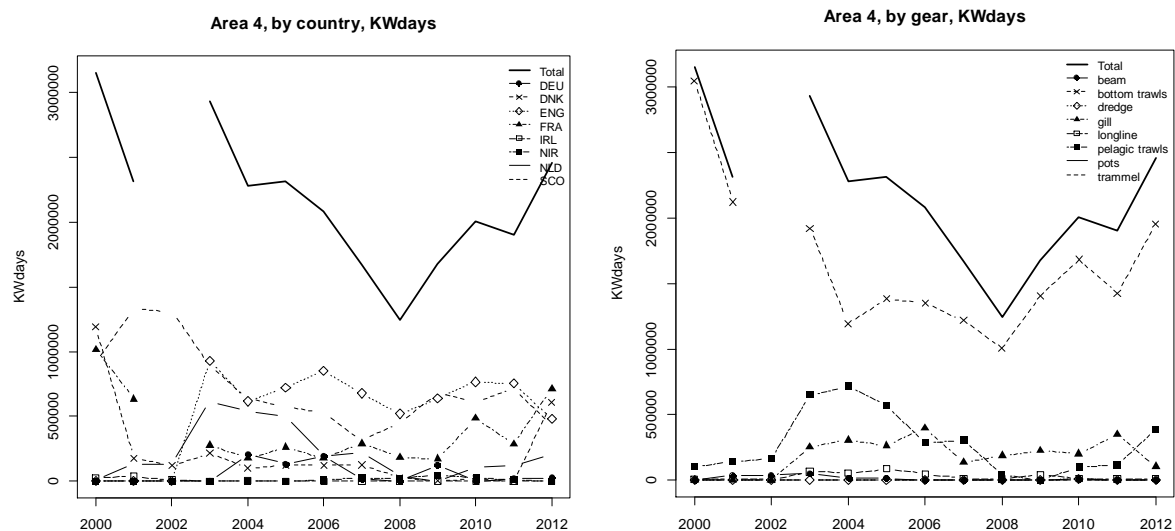 Area 4, by country, KWdays
KWdays
3000000
2000000
1000000
500000
0
2000 2002 2004 2006 2008 2010 2012
Total
DEU
DNK
ENG
FRA
IRL
NIR
NLD
SCO
Area 4, by gear, KWdays
KWdays
3000000
2000000
1000000
500000
0
2000 2002 2004 2006 2008 2010 2012
Total
beam
bottom trawls
dredge
gill
longline
pelagic trawls
pots
trammel